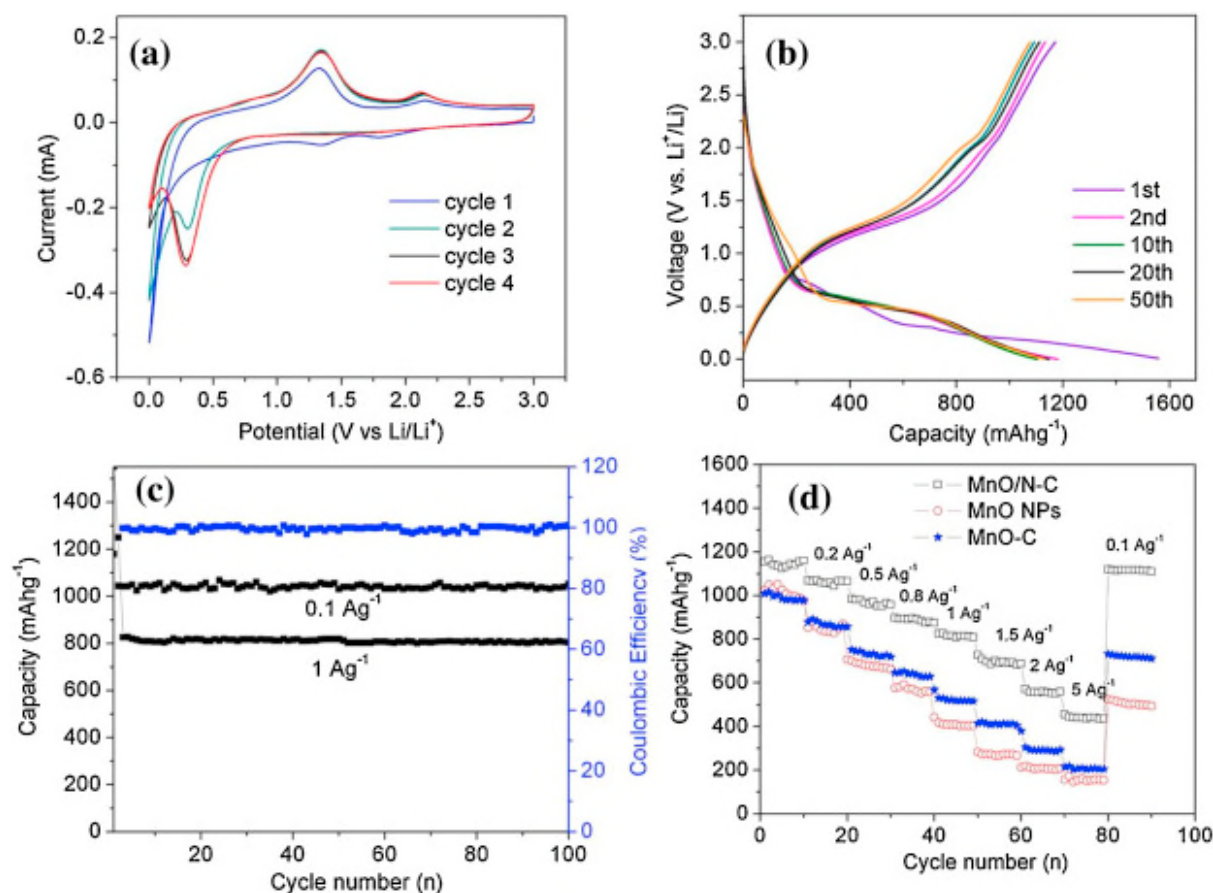 (a)
0.2
0.0
-0.2
-0.4
-0.6
Current (mA)
cycle 1
cycle 2
cycle 3
cycle 4
0.0 0.5 1.0 1.5 2.0 2.5 3.0
Potential (V vs Li/Li⁺)
(b)
3.0
2.5
2.0
1.5
1.0
0.5
0.0
Voltage (V vs. Li⁺/Li)
1st
2nd
10th
20th
50th
0 400 800 1200 1600
Capacity (mAhg⁻¹)
(c)
1400
1200
1000
800
600
400
200
0
Capacity (mAhg⁻¹)
0.1 Ag⁻¹
1 Ag⁻¹
120
100
80
60
40
20
0
Coulombic Efficiency (%)
0 20 40 60 80 100
Cycle number (n)
(d)
1600
1400
1200
1000
800
600
400
200
0
Capacity (mAhg⁻¹)
MnO/N-C
MnO NPs
MnO-C
0.2 Ag⁻¹
0.5 Ag⁻¹
0.8 Ag⁻¹
1 Ag⁻¹
1.5 Ag⁻¹
2 Ag⁻¹
5 Ag⁻¹
0.1 Ag⁻¹
0 20 40 60 80 100
Cycle number (n)